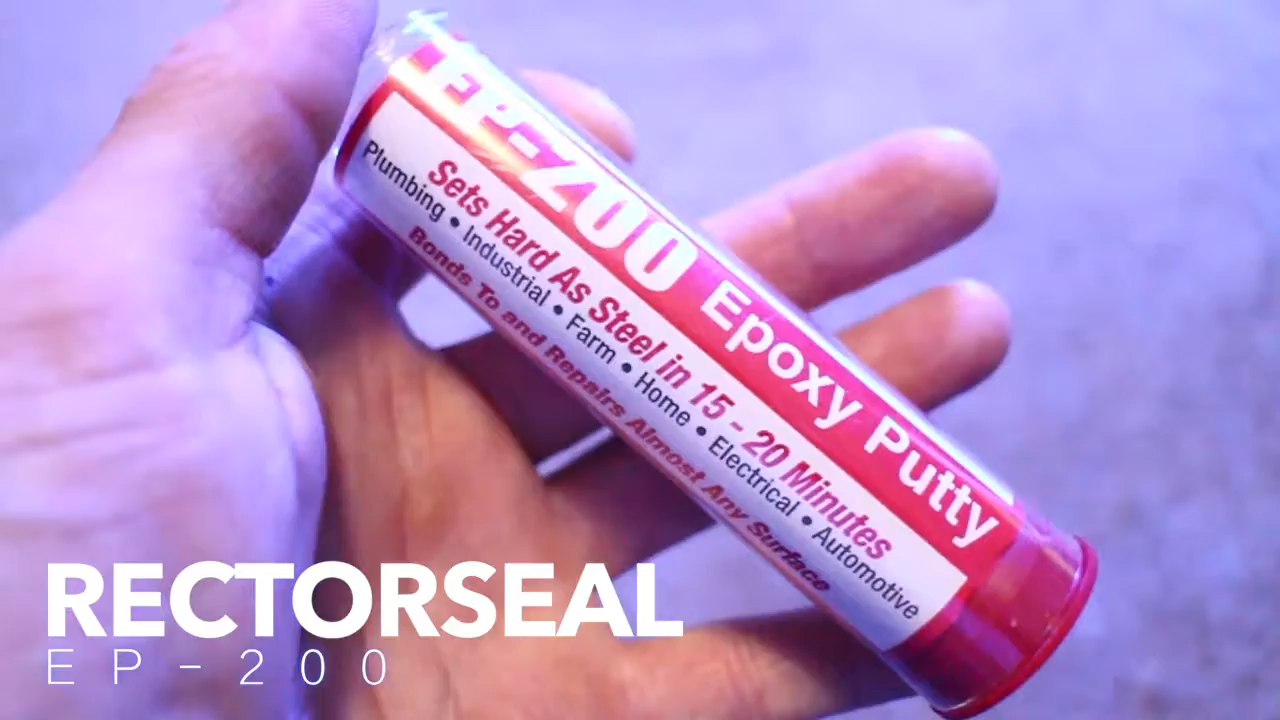 EP-200 Epoxy Putty
Sets Hard As Steel in 15 - 20 Minutes
Plumbing • Industrial • Farm • Home • Electrical • Automotive
Bonds To and Repairs Almost Any Surface
RECTORSEAL
EP-200